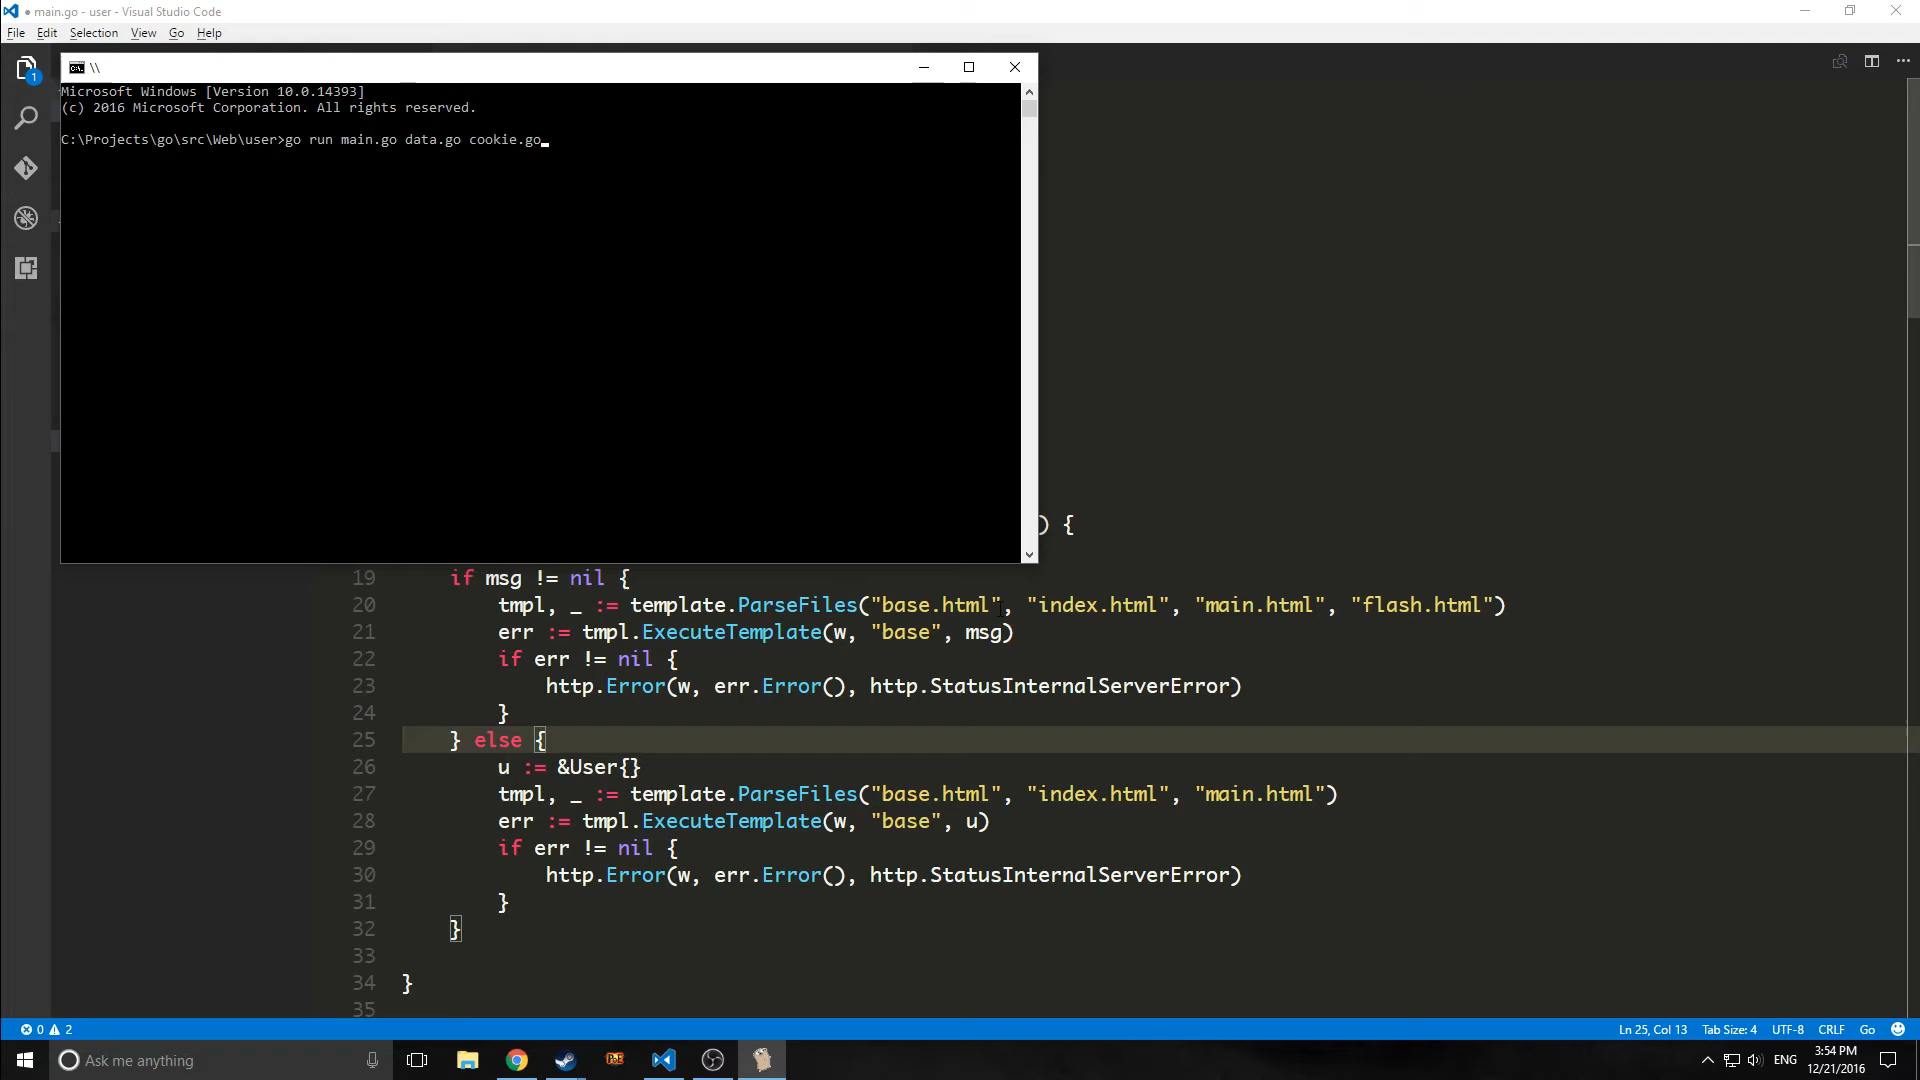 ● main.go - user - Visual Studio Code
File Edit Selection View Go Help
1
C:\. \\
Microsoft Windows [Version 10.0.14393]
(c) 2016 Microsoft Corporation. All rights reserved.
C:\Projects\go\src\Web\user>go run main.go data.go cookie.go
) {
19 if msg != nil {
20 tmpl, _ := template.ParseFiles("base.html", "index.html", "main.html", "flash.html")
21 err := tmpl.ExecuteTemplate(w, "base", msg)
22 if err != nil {
23 http.Error(w, err.Error(), http.StatusInternalServerError)
24 }
25 } else {
26 u := &User{}
27 tmpl, _ := template.ParseFiles("base.html", "index.html", "main.html")
28 err := tmpl.ExecuteTemplate(w, "base", u)
29 if err != nil {
30 http.Error(w, err.Error(), http.StatusInternalServerError)
31 }
32 }
33
34 }
35
0 2 Ln 25, Col 13 Tab Size: 4 UTF-8 CRLF Go
Ask me anything PoE ENG 3:54 PM
12/21/2016